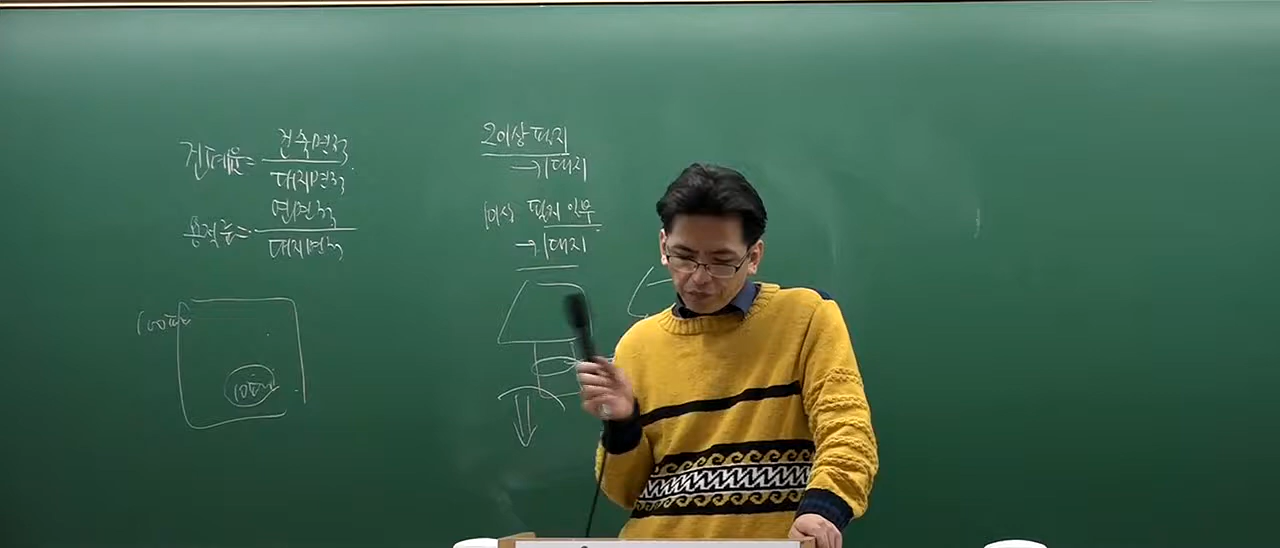 건폐율= 건축면적
대지면적
용적율= 연면적
대지면적
2이상 필지
→1대지
1이상 필지 일부
→1대지